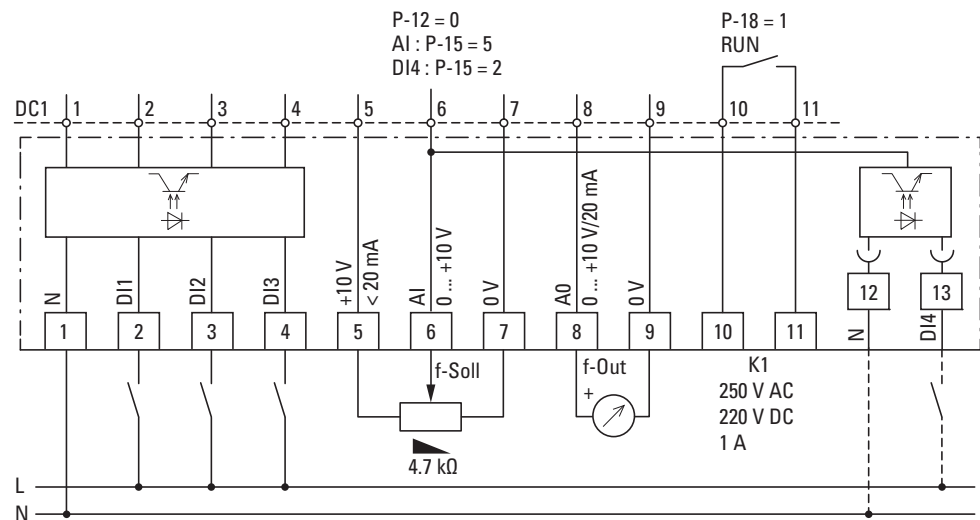 P-12 = 0
AI : P-15 = 5
DI4 : P-15 = 2
P-18 = 1
RUN
DC1 1 2 3 4 5 6 7 8 9 10 11
N
DI1
DI2
DI3
+10 V
< 20 mA
AI
0 ... +10 V
0 V
A0
0 ... +10 V/20 mA
0 V
12 13
N
DI4
1 2 3 4 5 6 7 8 9 10 11
f-Soll
f-Out
+
K1
250 V AC
220 V DC
1 A
4.7 kΩ
L
N